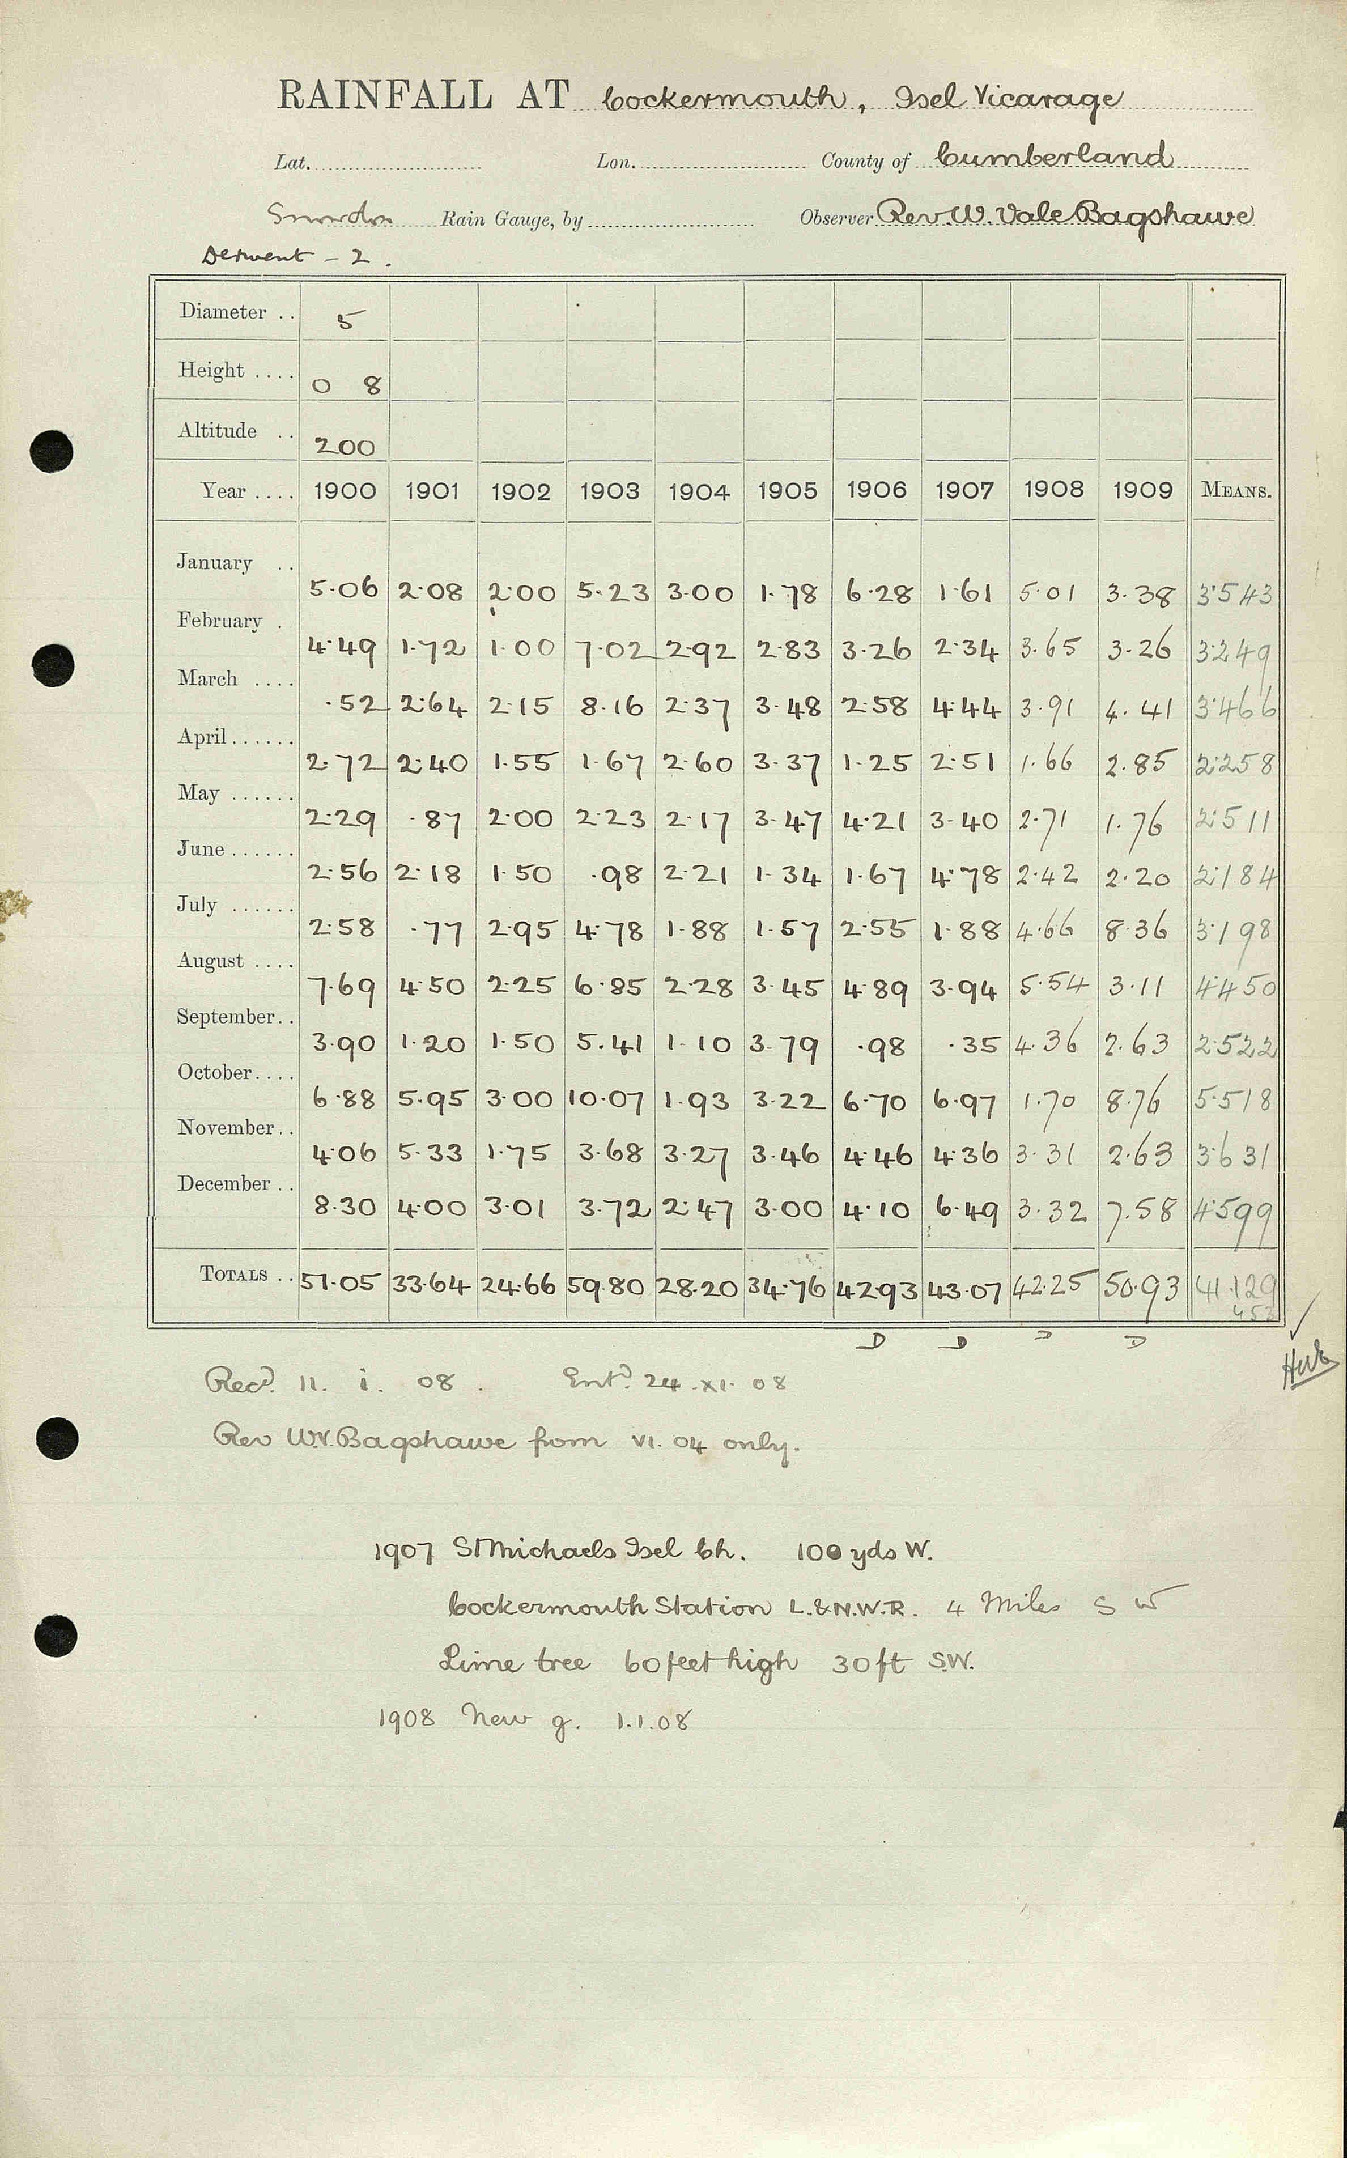 RAINFALL AT Cockermouth, Isel Vicarage
Lat. Lon. County of Cumberland
Snowdon Rain Gauge, by Observer Rev. W. Vale Bagshawe
Derwent - 2.
Diameter .. 5
Height .... 0 8
Altitude .. 200
Year .... 1900 1901 1902 1903 1904 1905 1906 1907 1908 1909 MEANS.
January .. 5.06 2.08 2.00 5.23 3.00 1.78 6.28 1.61 5.01 3.38 3.543
February . 4.49 1.72 1.00 7.02 2.92 2.83 3.26 2.34 3.65 3.26 3.249
March .... .52 2.64 2.15 8.16 2.37 3.48 2.58 4.44 3.91 4.41 3.466
April...... 2.72 2.40 1.55 1.67 2.60 3.37 1.25 2.51 1.66 2.85 2.258
May ...... 2.29 .87 2.00 2.23 2.17 3.47 4.21 3.40 2.71 1.76 2.511
June...... 2.56 2.18 1.50 .98 2.21 1.34 1.67 4.78 2.42 2.20 2.184
July ...... 2.58 .77 2.95 4.78 1.88 1.57 2.55 1.88 4.66 8.36 3.198
August .... 7.69 4.50 2.25 6.85 2.28 3.45 4.89 3.94 5.54 3.11 4.450
September.. 3.90 1.20 1.50 5.41 1.10 3.79 .98 .35 4.36 2.63 2.522
October.... 6.88 5.95 3.00 10.07 1.93 3.22 6.70 6.97 1.70 8.76 5.518
November.. 4.06 5.33 1.75 3.68 3.27 3.46 4.46 4.36 3.31 2.63 3.631
December .. 8.30 4.00 3.01 3.72 2.47 3.00 4.10 6.49 3.32 7.58 4.599
TOTALS .. 51.05 33.64 24.66 59.80 28.20 34.76 42.93 43.07 42.25 50.93 41.129
D D D D
Recd. 11. i. 08. Entd. 24.XI.08
Rev W.V. Bagshawe from VI.04 only.
1907 St Michaels Isel Ch. 100 yds W.
Cockermouth Station L.&N.W.R. 4 Miles S W
Lime tree 60 feet high 30 ft S.W.
1908 New g. 1.1.08